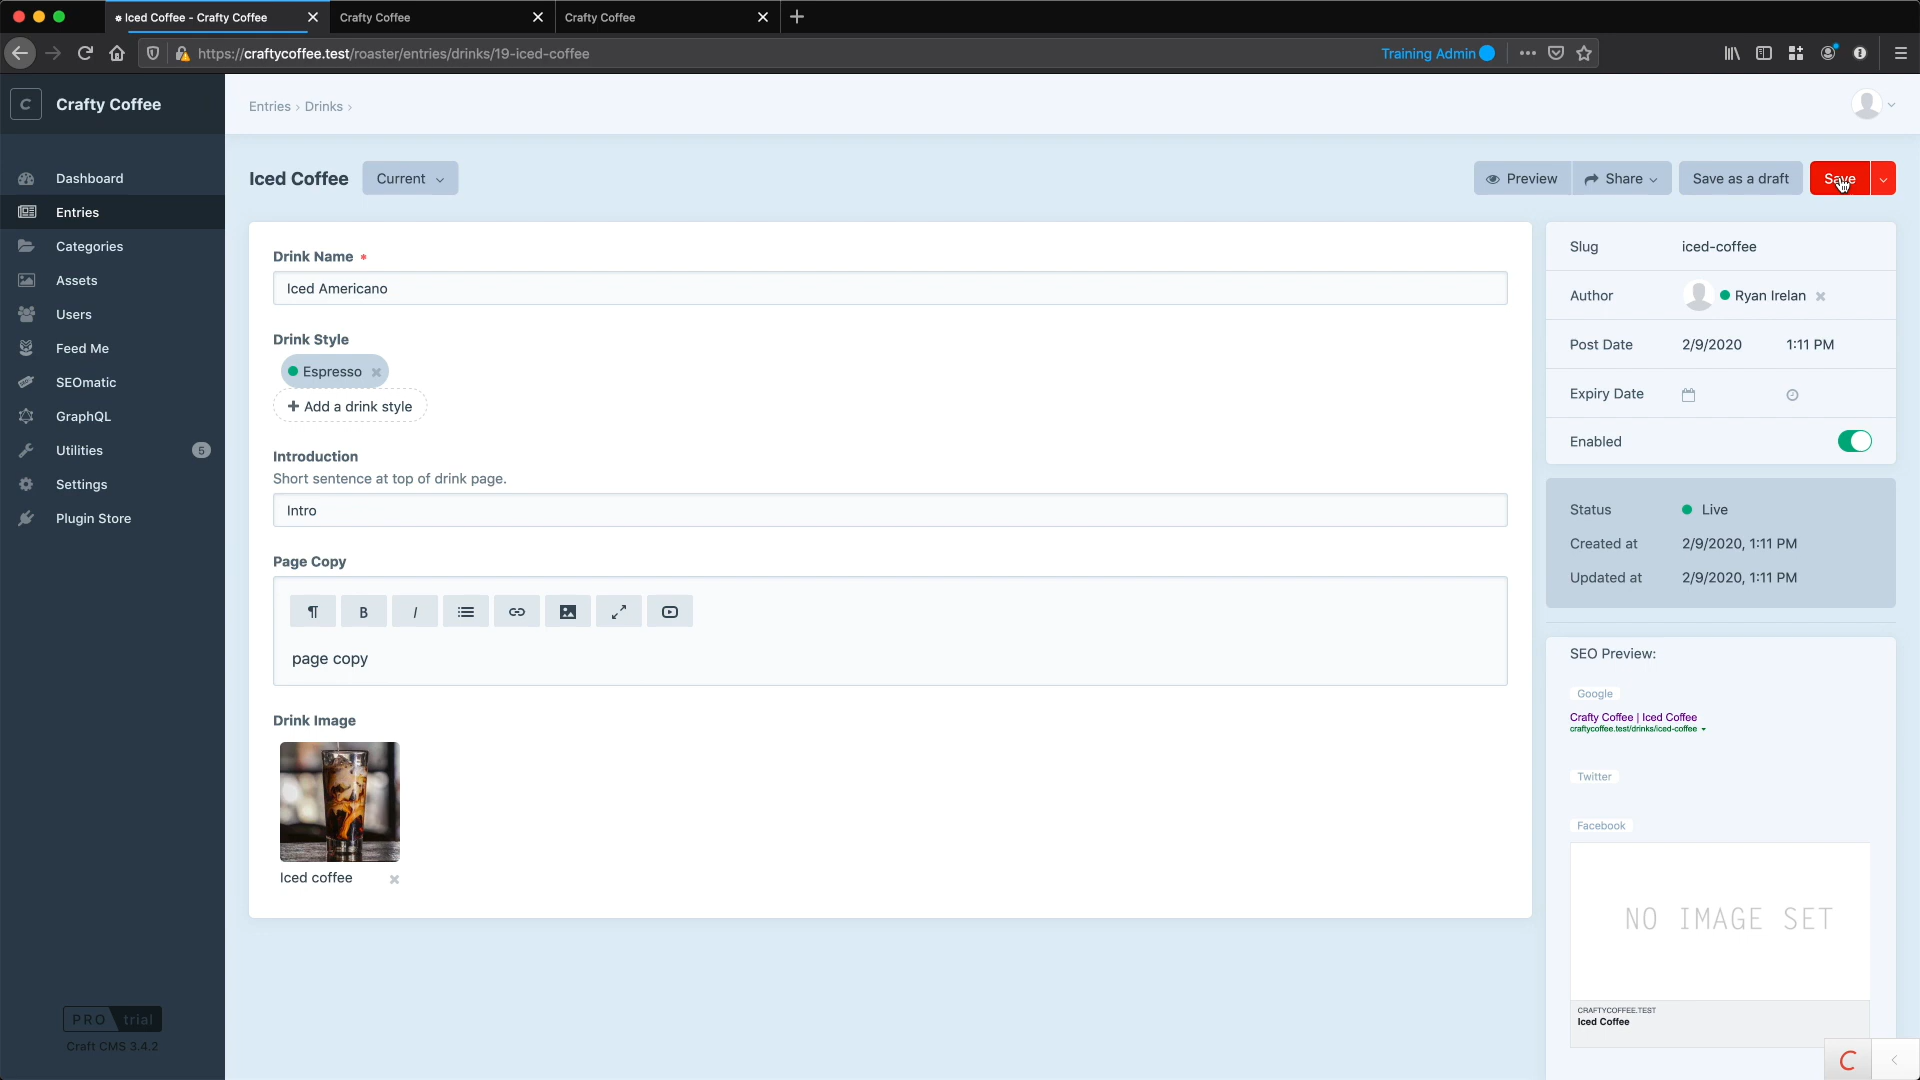 Iced Coffee - Crafty Coffee
Crafty Coffee
Crafty Coffee
https://craftycoffee.test/roaster/entries/drinks/19-iced-coffee
Training Admin
C
Crafty Coffee
Entries › Drinks ›
Dashboard
Entries
Categories
Assets
Users
Feed Me
SEOmatic
GraphQL
Utilities 5
Settings
Plugin Store
PRO trial
Craft CMS 3.4.2
Iced Coffee
Current
Preview
Share
Save as a draft
Save
Drink Name *
Iced Americano
Drink Style
Espresso
+ Add a drink style
Introduction
Short sentence at top of drink page.
Intro
Page Copy
¶ B I
page copy
Drink Image
Iced coffee
Slug iced-coffee
Author Ryan Irelan
Post Date 2/9/2020 1:11 PM
Expiry Date
Enabled
Status Live
Created at 2/9/2020, 1:11 PM
Updated at 2/9/2020, 1:11 PM
SEO Preview:
Google
Crafty Coffee | Iced Coffee
craftycoffee.test/drinks/iced-coffee
Twitter
Facebook
NO IMAGE SET
CRAFTYCOFFEE.TEST
Iced Coffee
C